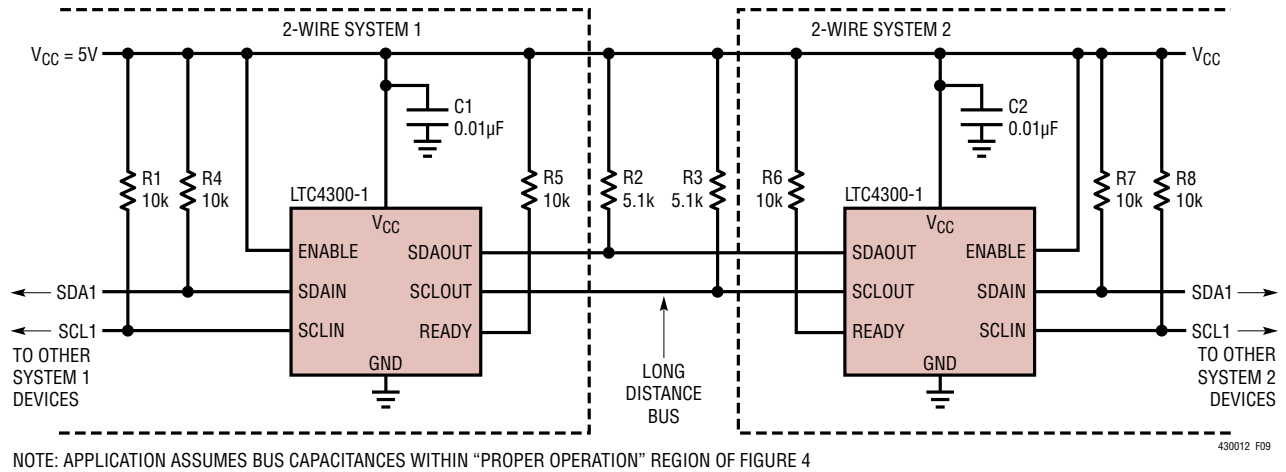 2-WIRE SYSTEM 1
2-WIRE SYSTEM 2
VCC = 5V
VCC
C1
0.01µF
C2
0.01µF
R1
10k
R4
10k
R5
10k
R2
5.1k
R3
5.1k
R6
10k
R7
10k
R8
10k
LTC4300-1
VCC
ENABLE
SDAIN
SCLIN
SDAOUT
SCLOUT
READY
GND
LTC4300-1
VCC
SDAOUT
SCLOUT
READY
ENABLE
SDAIN
SCLIN
GND
SDA1
SCL1
TO OTHER
SYSTEM 1
DEVICES
LONG
DISTANCE
BUS
SDA1
SCL1
TO OTHER
SYSTEM 2
DEVICES
430012 F09
NOTE: APPLICATION ASSUMES BUS CAPACITANCES WITHIN “PROPER OPERATION” REGION OF FIGURE 4